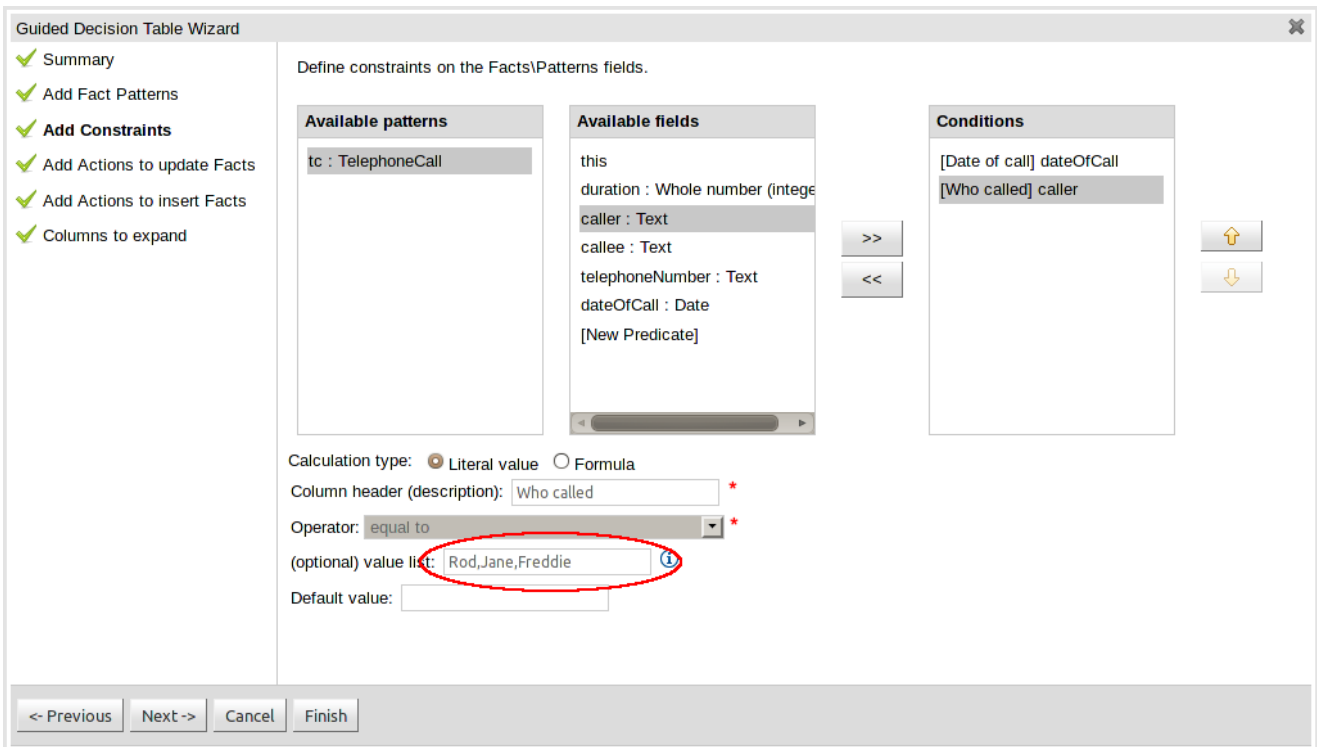 Guided Decision Table Wizard
Summary
Add Fact Patterns
Add Constraints
Add Actions to update Facts
Add Actions to insert Facts
Columns to expand
Define constraints on the Facts\Patterns fields.
Available patterns
tc : TelephoneCall
Available fields
this
duration : Whole number (intege
caller : Text
callee : Text
telephoneNumber : Text
dateOfCall : Date
[New Predicate]
>>
<<
Conditions
[Date of call] dateOfCall
[Who called] caller
Calculation type: Literal value Formula
Column header (description): Who called *
Operator: equal to *
(optional) value list: Rod,Jane,Freddie
Default value:
<- Previous Next -> Cancel Finish